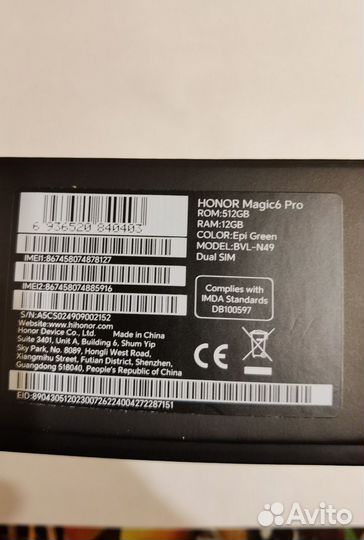 HONOR Magic6 Pro
ROM:512GB
RAM:12GB
COLOR:Epi Green
MODEL:BVL-N49
Dual SIM
6 936520 840403
IMEI1:867458074878127
IMEI2:867458074885916
Complies with
IMDA Standards
DB100597
S/N:A5CS024909002152
Website:www.hihonor.com Made in China
Honor Device Co., Ltd.
Suite 3401, Unit A, Building 6, Shum Yip
Sky Park, No. 8089, Hongli West Road,
Xiangmihu Street, Futian District, Shenzhen,
Guangdong 518040, People's Republic of China
CE
EID:89043051202300726224004272287151
Avito